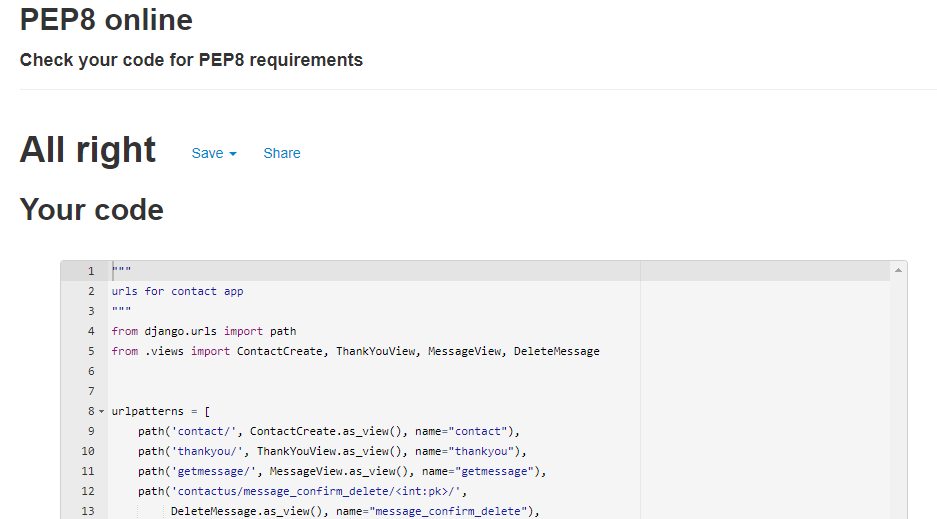 PEP8 online
Check your code for PEP8 requirements
All right Save Share
Your code
1 """
2 urls for contact app
3 """
4 from django.urls import path
5 from .views import ContactCreate, ThankYouView, MessageView, DeleteMessage
6
7
8 urlpatterns = [
9 path('contact/', ContactCreate.as_view(), name="contact"),
10 path('thankyou/', ThankYouView.as_view(), name="thankyou"),
11 path('getmessage/', MessageView.as_view(), name="getmessage"),
12 path('contactus/message_confirm_delete/<int:pk>/',
13 DeleteMessage.as_view(), name="message_confirm_delete"),